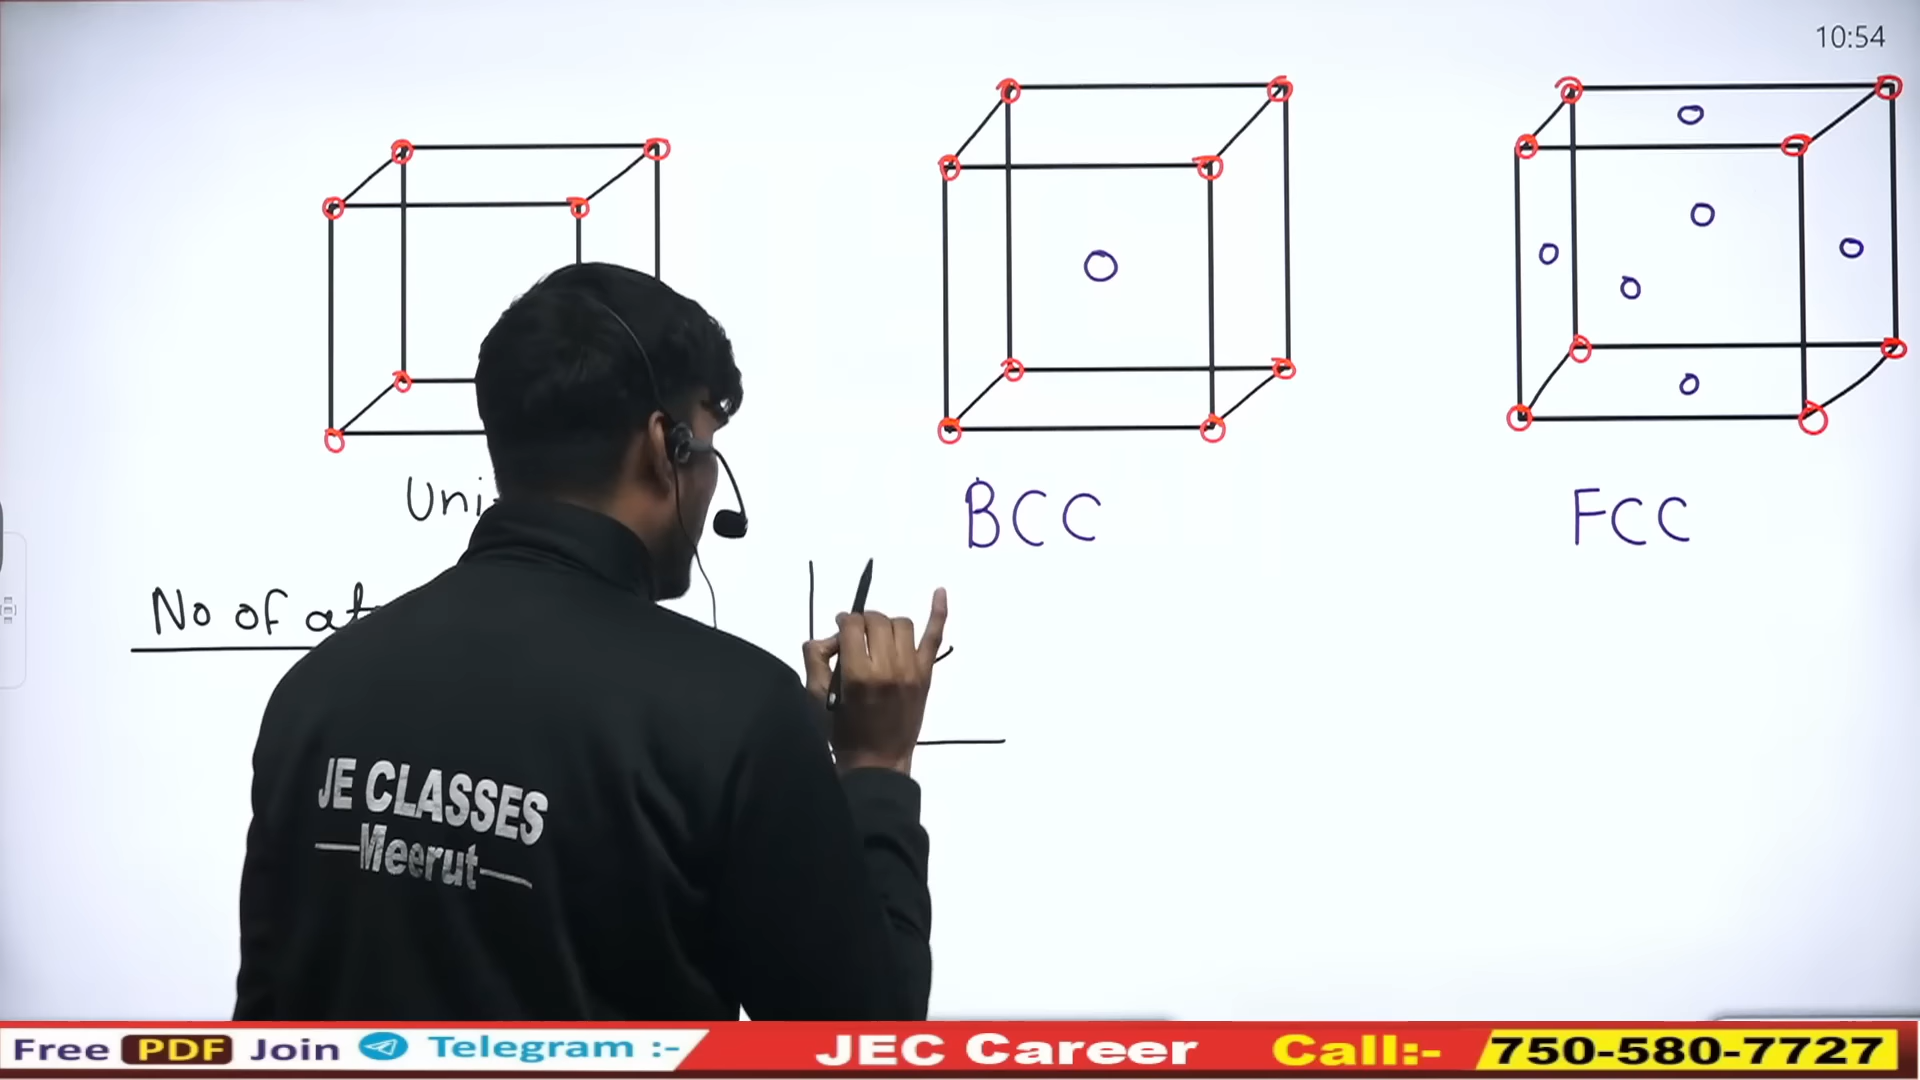 10:54
Uni
BCC
FCC
No of at
JE CLASSES
—Meerut—
Free PDF Join Telegram :-
JEC Career
Call:- 750-580-7727